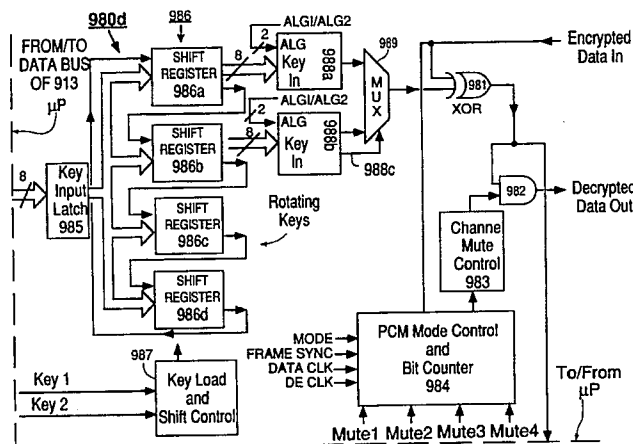 980d
FROM/TO
DATA BUS
OF 913
μP
986
SHIFT
REGISTER
986a
8
2
ALGI/ALG2
ALG
Key
In
988a
989
MUX
Encrypted
Data In
981
XOR
SHIFT
REGISTER
986b
2
ALGI/ALG2
ALG
Key
In
988b
988c
8
Key
Input
Latch
985
SHIFT
REGISTER
986c
Rotating
Keys
SHIFT
REGISTER
986d
982
Decrypted
Data Out
Channe
Mute
Control
983
MODE
FRAME SYNC
DATA CLK
DE CLK
PCM Mode Control
and
Bit Counter
984
987
Key 1
Key 2
Key Load
and
Shift Control
To/From
μP
Mute1 Mute2 Mute3 Mute4